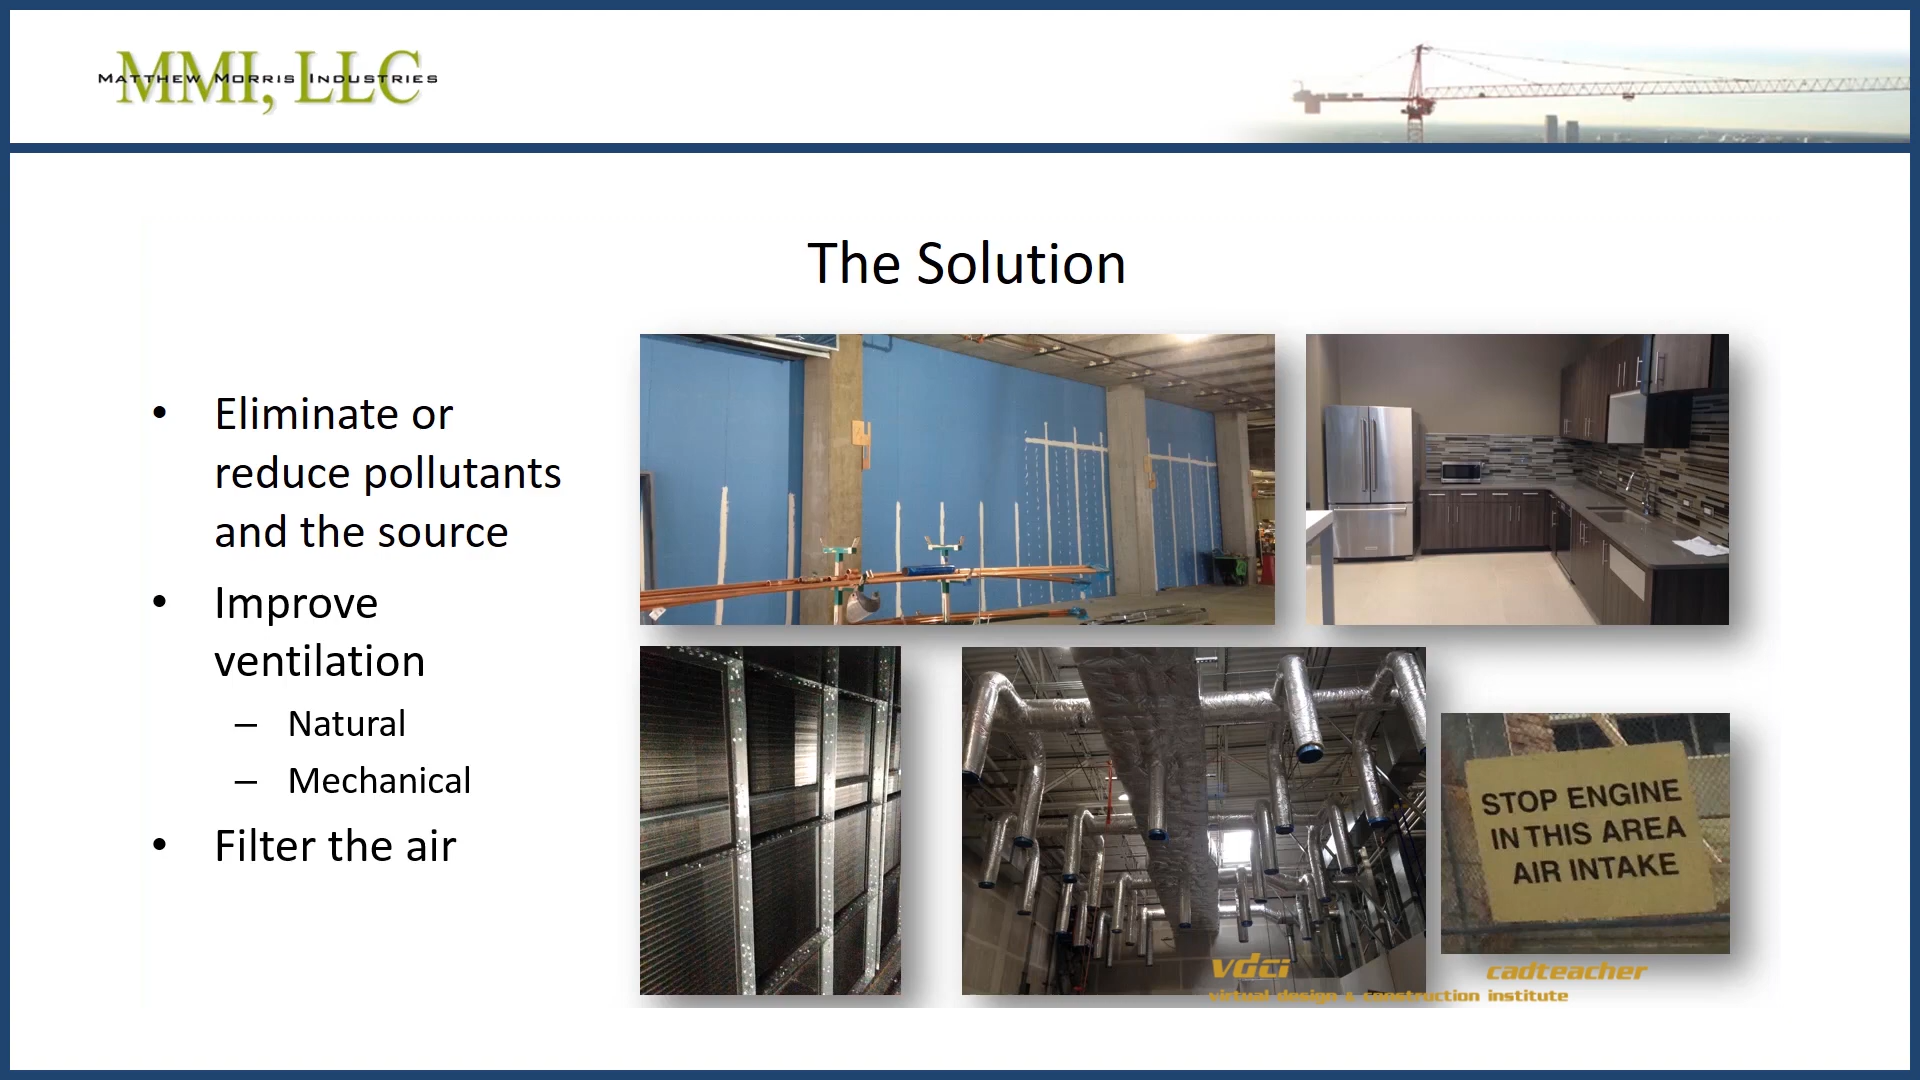 MMI, LLC
MATTHEW MORRIS INDUSTRIES
The Solution
• Eliminate or
reduce pollutants
and the source
• Improve
ventilation
– Natural
– Mechanical
• Filter the air
STOP ENGINE
IN THIS AREA
AIR INTAKE
vdci
cadteacher
virtual design & construction institute